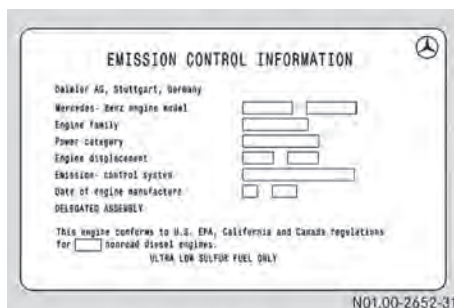 EMISSION CONTROL INFORMATION
Daimler AG, Stuttgart, Germany
Mercedes- Benz engine model
Engine family
Power category
Engine displacement
Emission- control system
Date of engine manufacture
DELEGATED ASSEMBLY
This engine conforms to U.S. EPA, California and Canada regulations
for nonroad diesel engines.
ULTRA LOW SULFUR FUEL ONLY
N01.00-2652-31